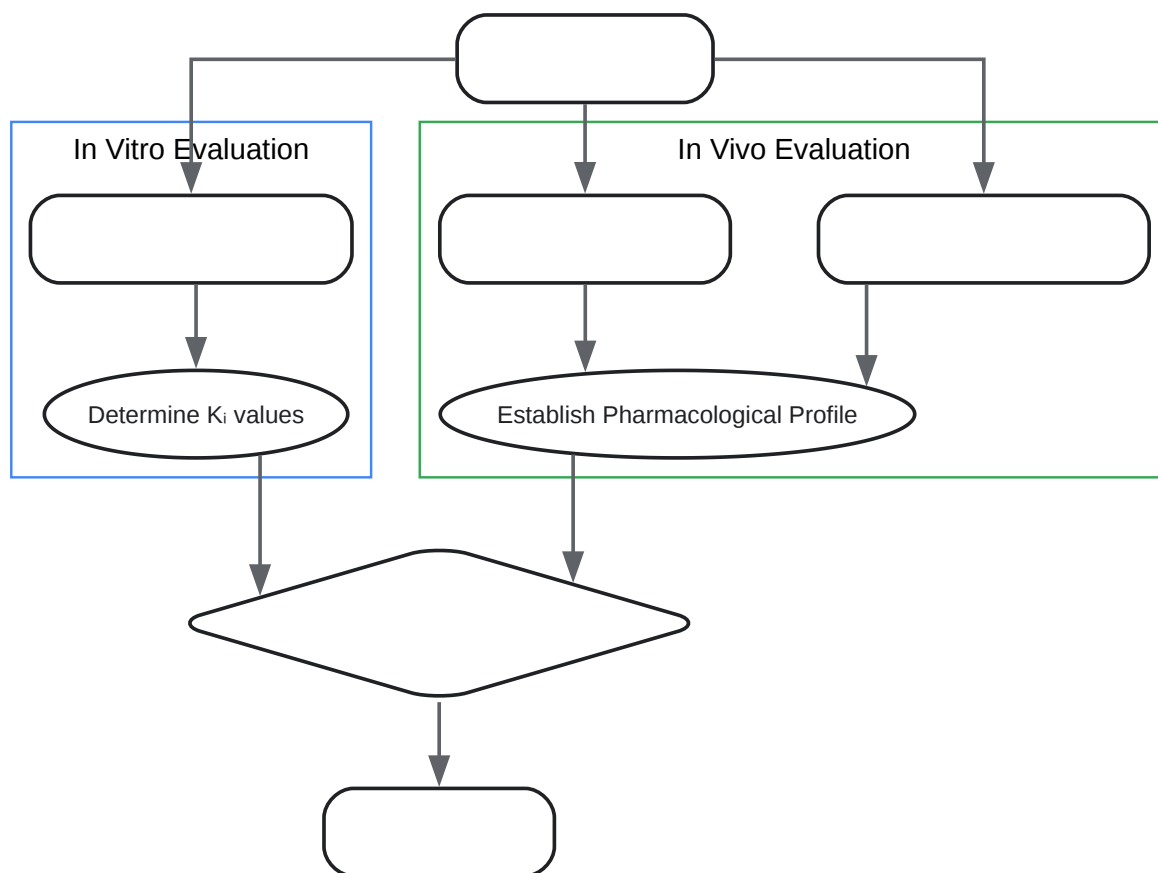 In Vitro Evaluation
In Vivo Evaluation
Determine Kᵢ values
Establish Pharmacological Profile